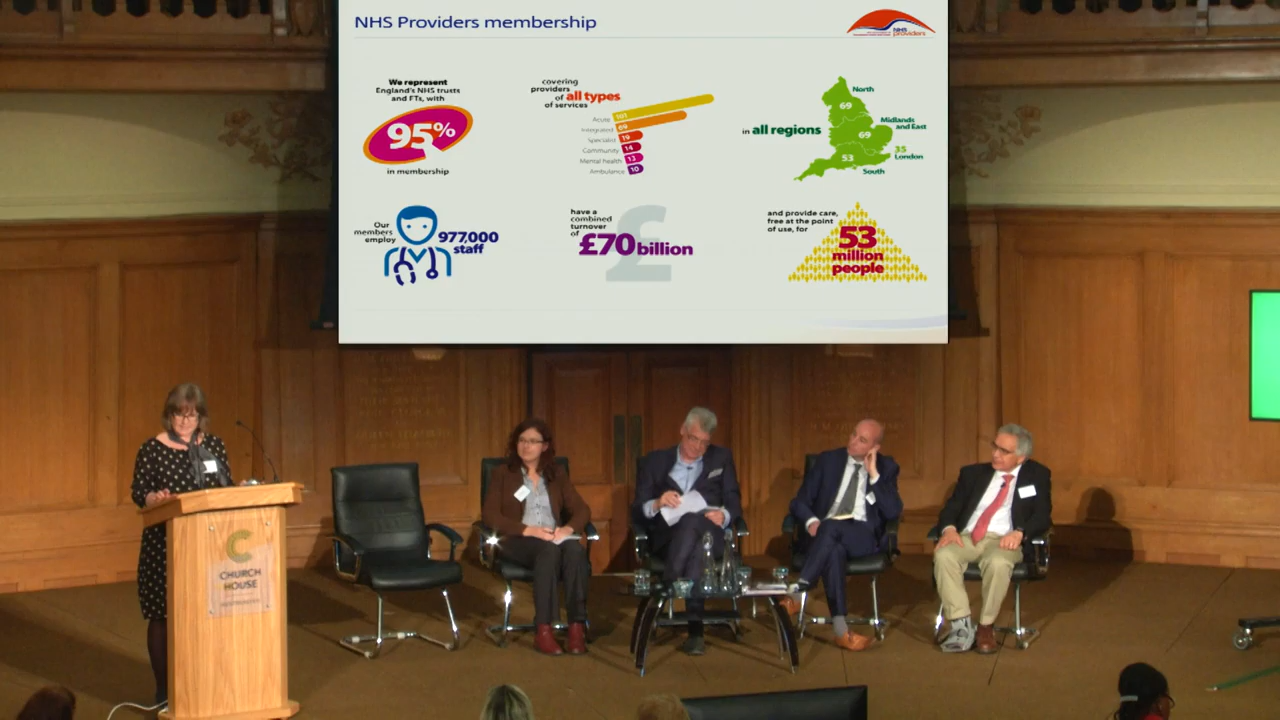 NHS Providers membership
NHS
providers
We represent
England's NHS trusts
and FTs, with
95%
in membership
covering
providers
of all types
of services
Acute 101
Integrated 69
Specialist 19
Community 14
Mental health 13
Ambulance 10
in all regions
North
69
Midlands
and East
69
35
London
53
South
Our
members
employ
977,000
staff
have a
combined
turnover
of
£70 billion
and provide care,
free at the point
of use, for
53
million
people
CHURCH
HOUSE
WESTMINSTER